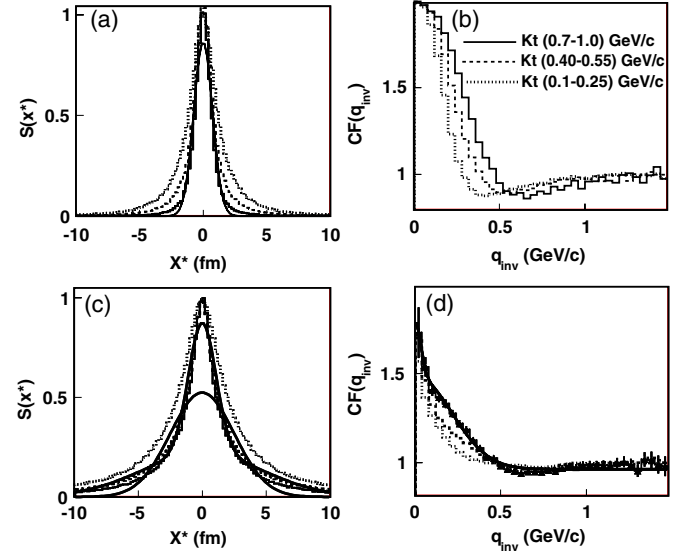 (a)
S(x*)
1
0.5
0
-10 -5 0 5 10
X* (fm)
(b)
Kt (0.7-1.0) GeV/c
Kt (0.40-0.55) GeV/c
Kt (0.1-0.25) GeV/c
CF(qinv)
1.5
1
0 0.5 1
qinv (GeV/c)
(c)
S(x*)
1
0.5
0
-10 -5 0 5 10
X* (fm)
(d)
CF(qinv)
1.5
1
0 0.5 1
qinv (GeV/c)